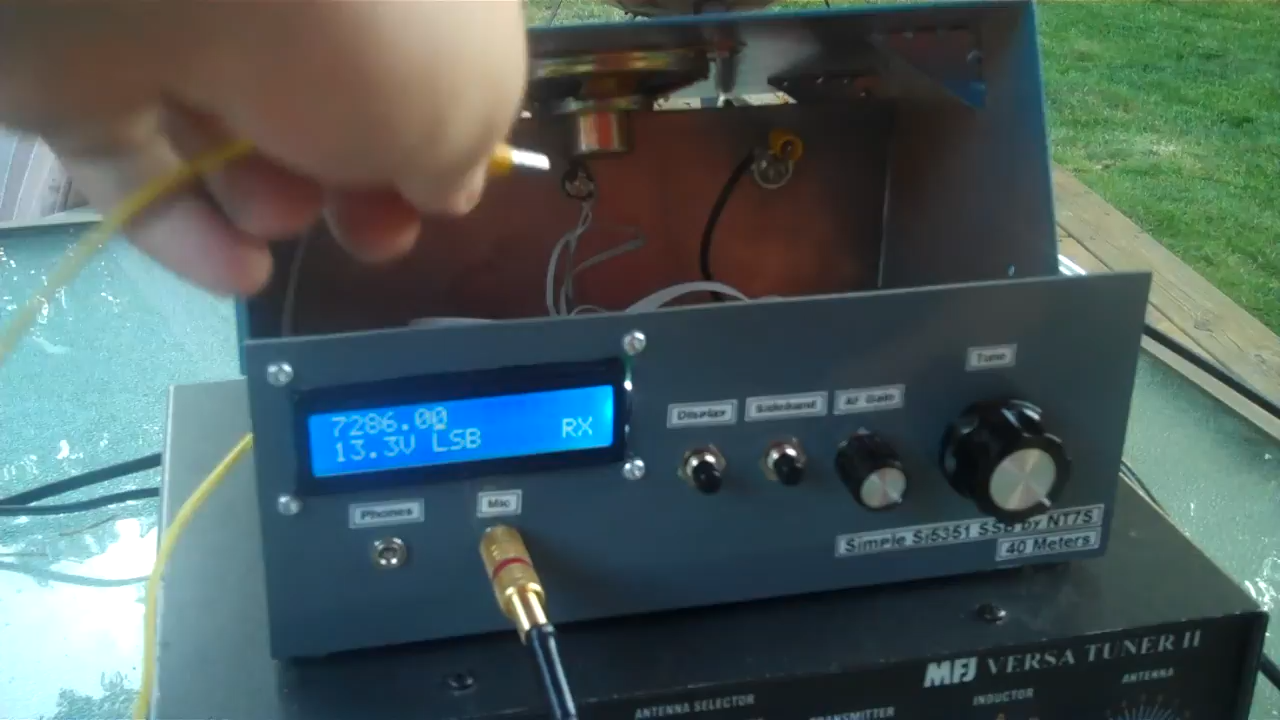 Tune
Display
Sideband
AF Gain
7286.00
13.3V LSB RX
Phones
Mic
Simple Si5351 SSB by NT7S
40 Meters
MFJ VERSA TUNER II
ANTENNA SELECTOR
TRANSMITTER
INDUCTOR
ANTENNA